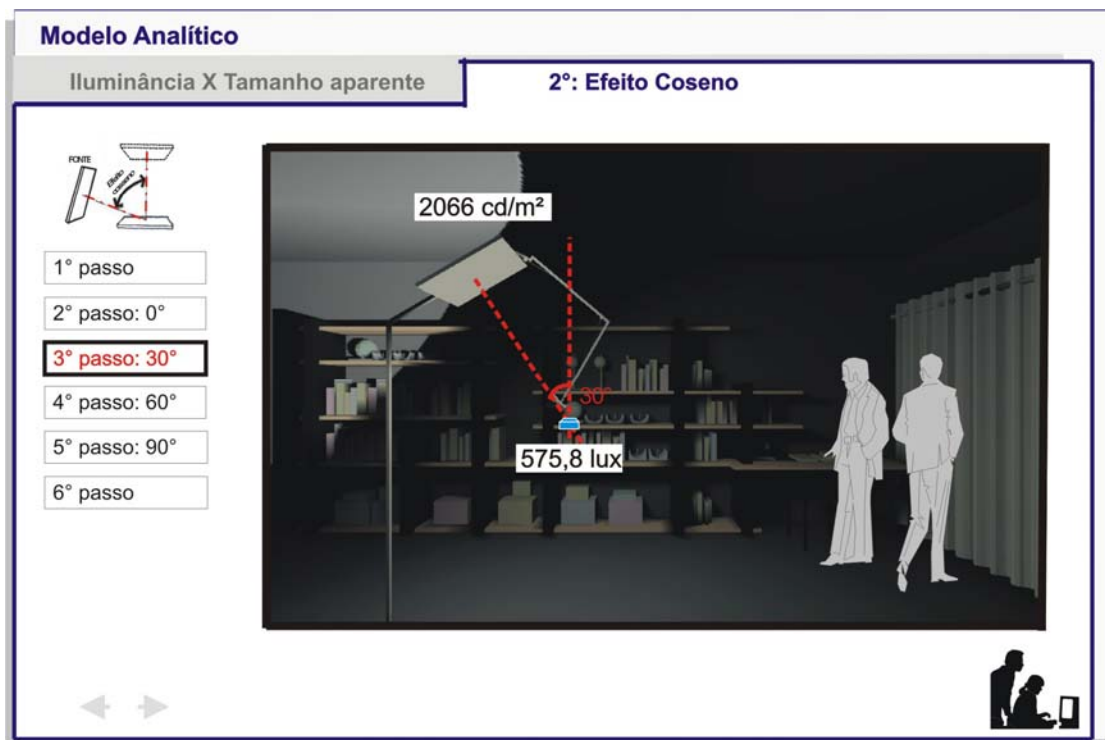 Modelo Analítico
Iluminância X Tamanho aparente
2°: Efeito Coseno
FONTE
Efeito
coseno
1° passo
2° passo: 0°
3° passo: 30°
4° passo: 60°
5° passo: 90°
6° passo
2066 cd/m²
30°
575,8 lux